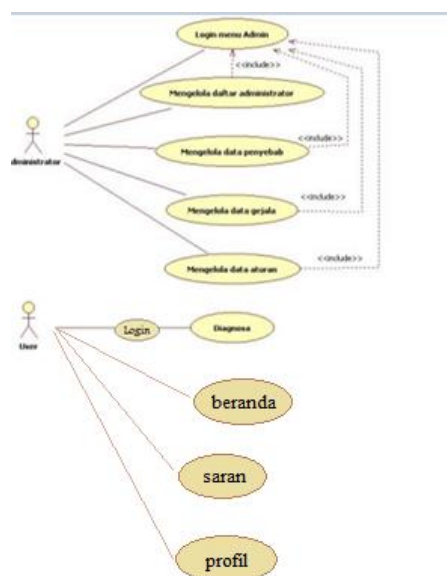 Login menu Admin
<<include>>
Mengelola daftar administrator
Mengelola data penyebab
<<include>>
dministrator
Mengelola data gejala
<<include>>
Mengelola data aturan
<<include>>
User
Login
Diagnosa
beranda
saran
profil